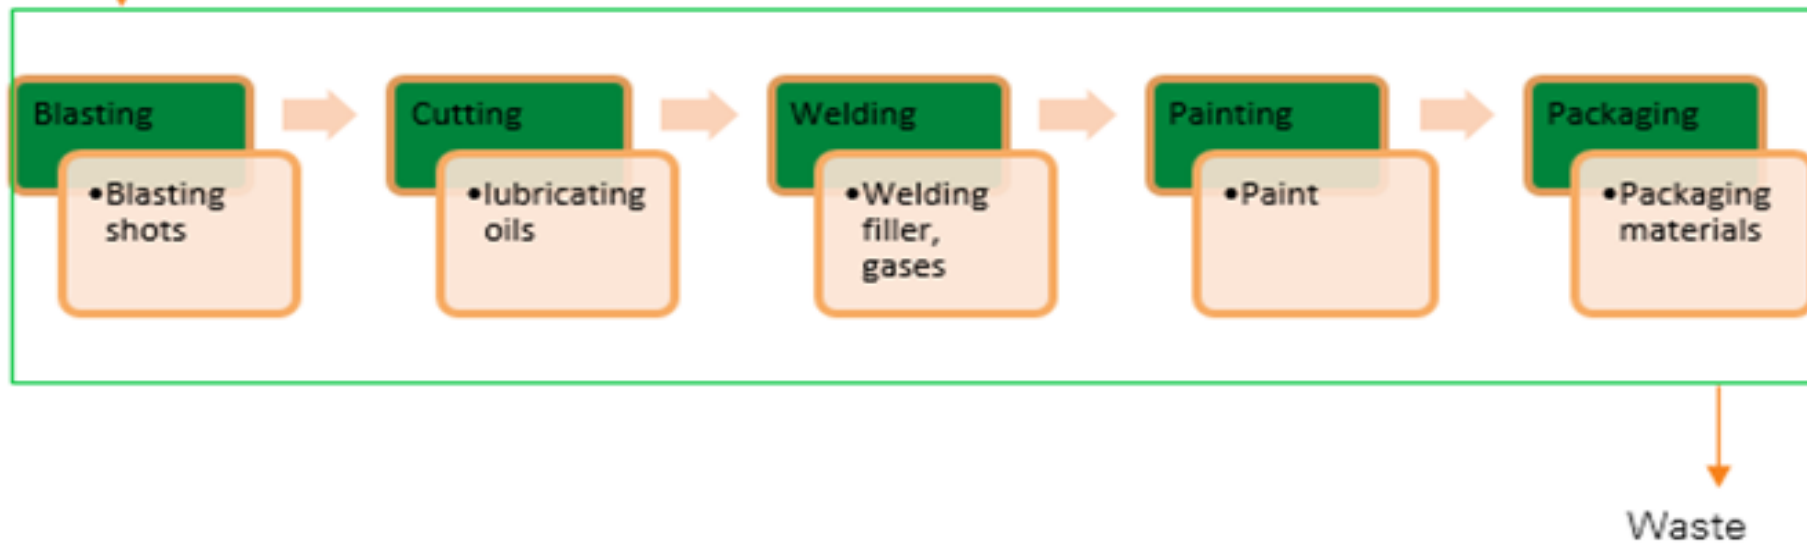 Blasting
•Blasting
shots
Cutting
•lubricating
oils
Welding
•Welding
filler,
gases
Painting
•Paint
Packaging
•Packaging
materials
Waste